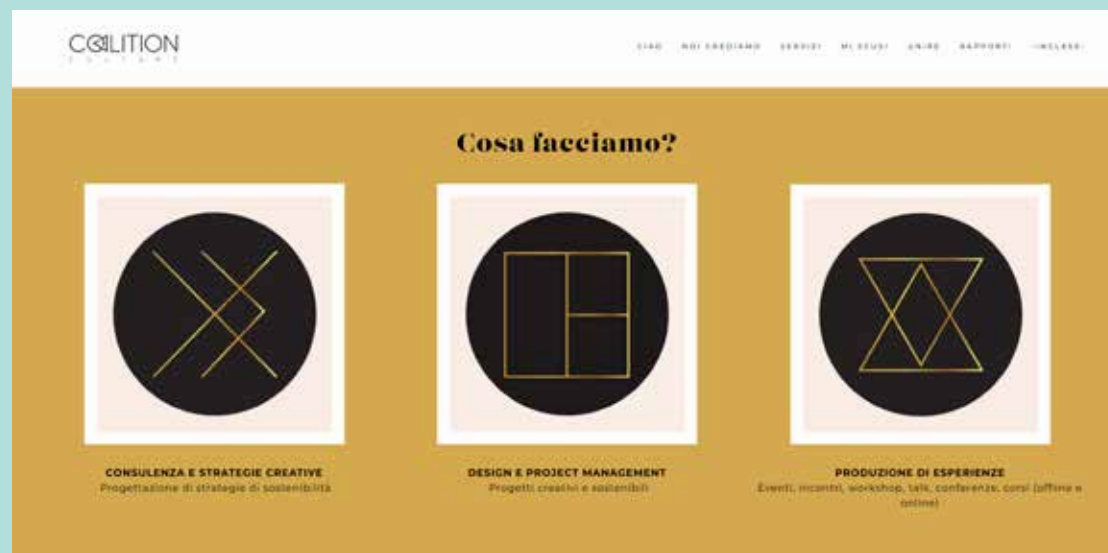 COALITION
CIAO NOI CREDIAMO SERVIZI MI SCUSI UNIRE RAPPORTI -INGLESE-
Cosa facciamo?
CONSULENZA E STRATEGIE CREATIVE
Progettazione di strategie di sostenibilità
DESIGN E PROJECT MANAGEMENT
Progetti creativi e sostenibili
PRODUZIONE DI ESPERIENZE
Eventi, incontri, workshop, talk, conferenze, corsi (offline e
online)